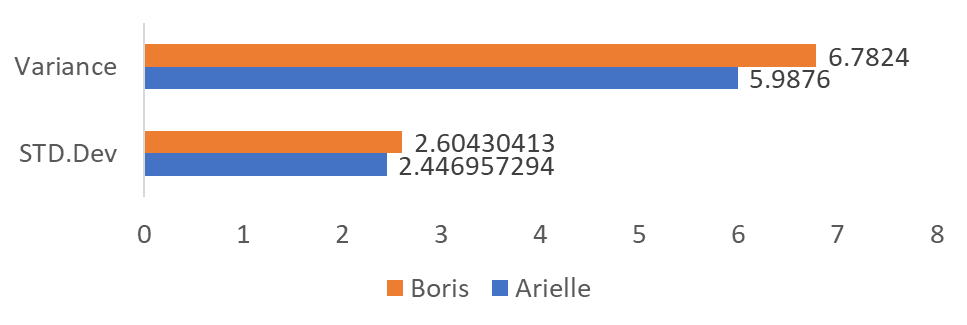 Variance
6.7824
5.9876
STD.Dev
2.60430413
2.446957294
0 1 2 3 4 5 6 7 8
Boris Arielle